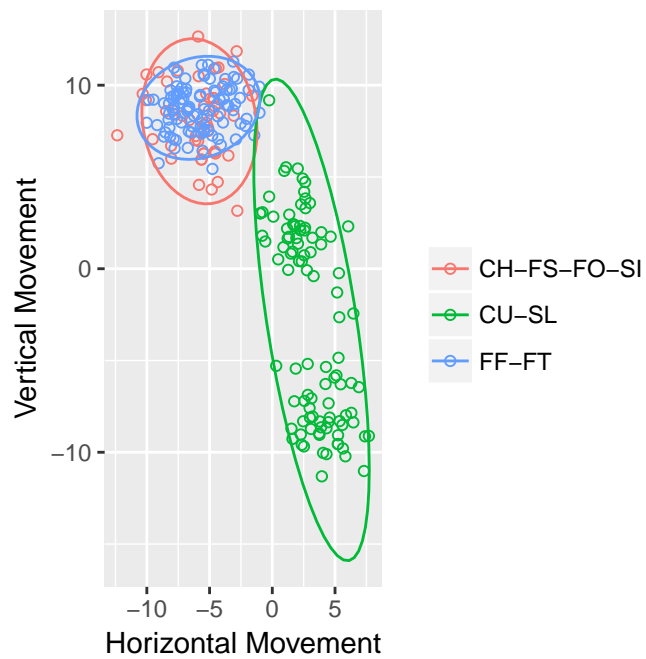 10
0
−10
−10
−5
0
5
Vertical Movement
Horizontal Movement
CH−FS−FO−SI
CU−SL
FF−FT